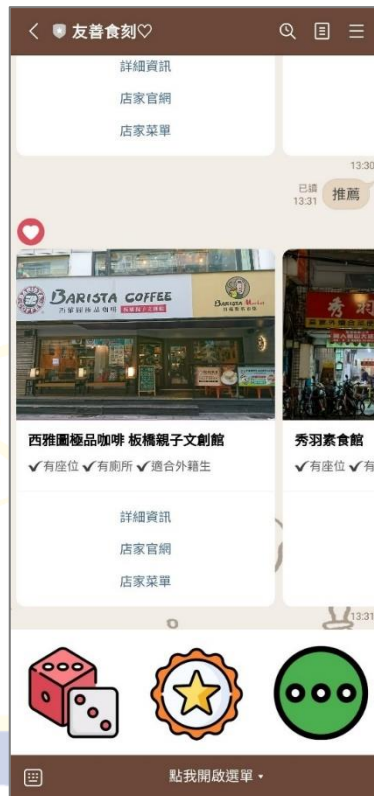 友善食刻♡
詳細資訊
店家官網
店家菜單
13:30
已讀
13:31
推薦
BARISTA COFFEE
西雅圖極品咖啡
秀羽
西雅圖極品咖啡 板橋親子文創館
✓有座位 ✓有廁所 ✓適合外籍生
詳細資訊
店家官網
店家菜單
秀羽素食館
✓有座位 ✓有
13:31
點我開啟選單